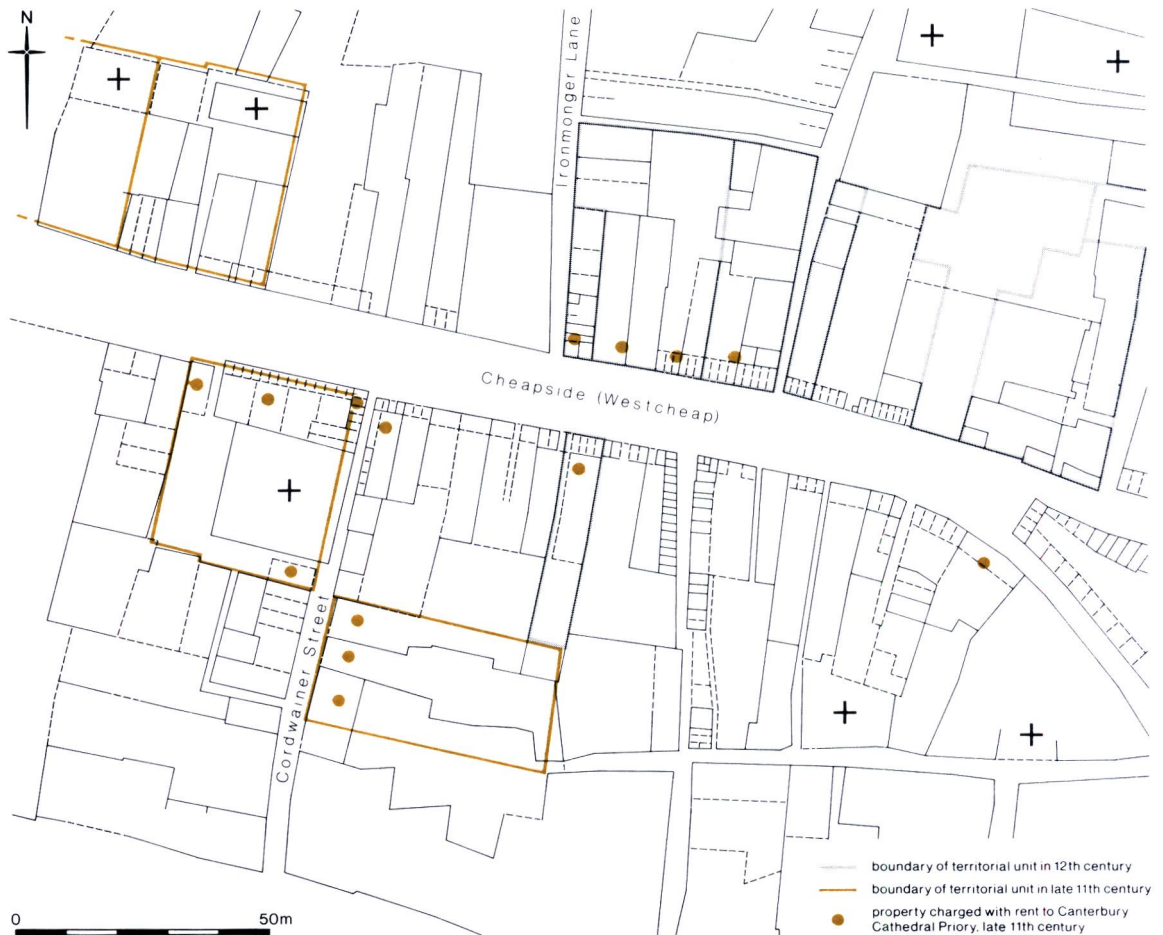 N
Ironmonger Lane
Cheapside (Westcheap)
Cordwainer Street
boundary of territorial unit in 12th century
boundary of territorial unit in late 11th century
property charged with rent to Canterbury
Cathedral Priory, late 11th century
0 50m